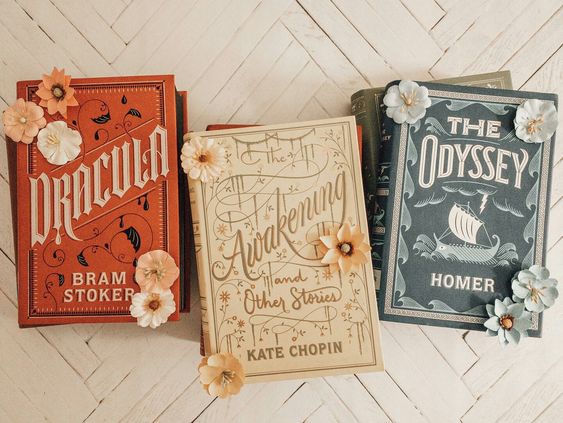 DRACULA
BRAM
STOKER
The
Awakening
and
Other Stories
KATE CHOPIN
THE
ODYSSEY
HOMER